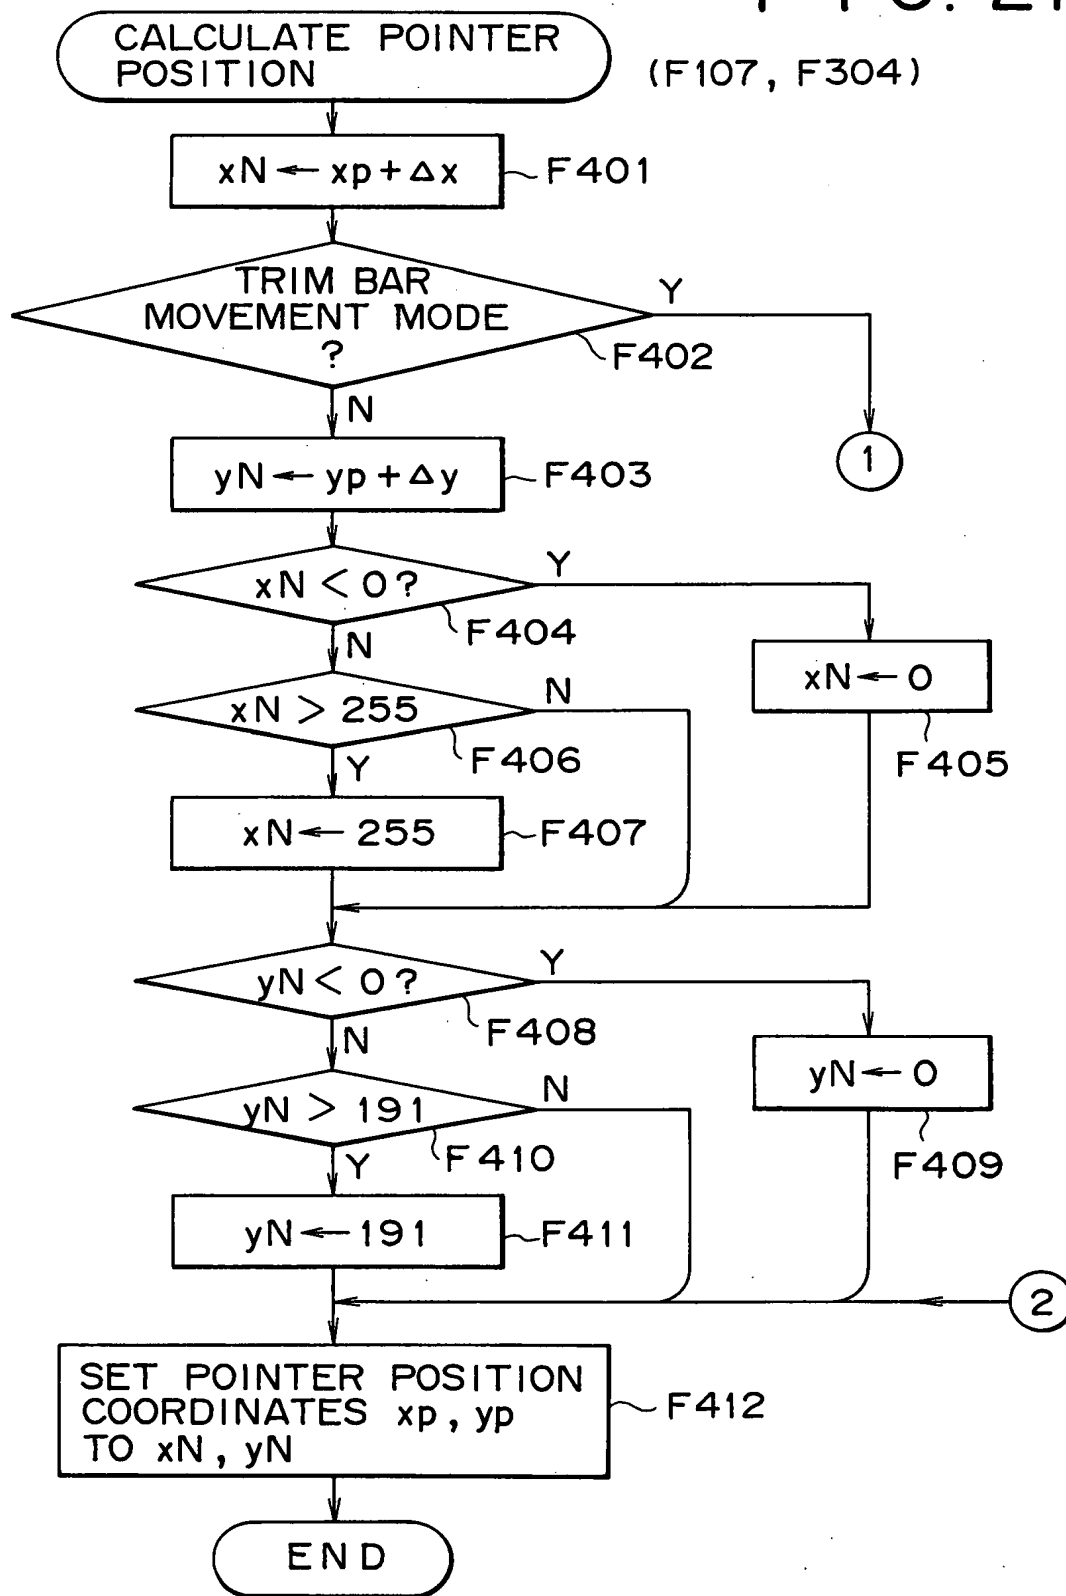 FIG. 21
CALCULATE POINTER
POSITION
(F107, F304)
xN ← xp + Δx
F401
TRIM BAR
MOVEMENT MODE
?
Y
F402
N
1
yN ← yp + Δy
F403
xN < 0?
Y
F404
N
xN ← 0
F405
xN > 255
N
F406
Y
xN ← 255
F407
yN < 0?
Y
F408
N
yN ← 0
F409
yN > 191
N
F410
Y
yN ← 191
F411
2
SET POINTER POSITION
COORDINATES xp, yp
TO xN, yN
F412
END